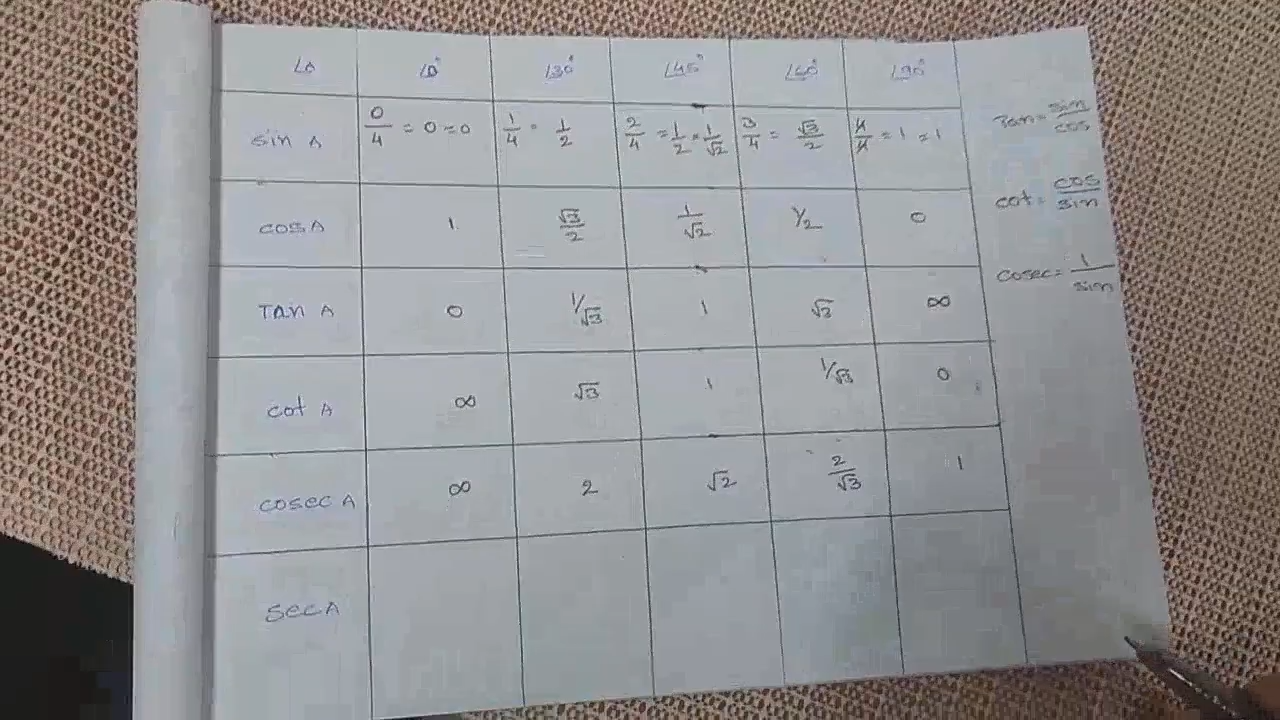 ∠A ∠0° ∠30° ∠45° ∠60° ∠90°
sin A 0/4 = 0 = 0 1/4 = 1/2 2/4 = 1/2 = 1/√2 3/4 = √3/2 4/4 = 1 = 1
cos A 1 √3/2 1/√2 1/2 0
Tan A 0 1/√3 1 √3 ∞
cot A ∞ √3 1 1/√3 0
cosec A ∞ 2 √2 2/√3 1
sec A
Tan = sin/cos
cot = cos/sin
cosec = 1/sin